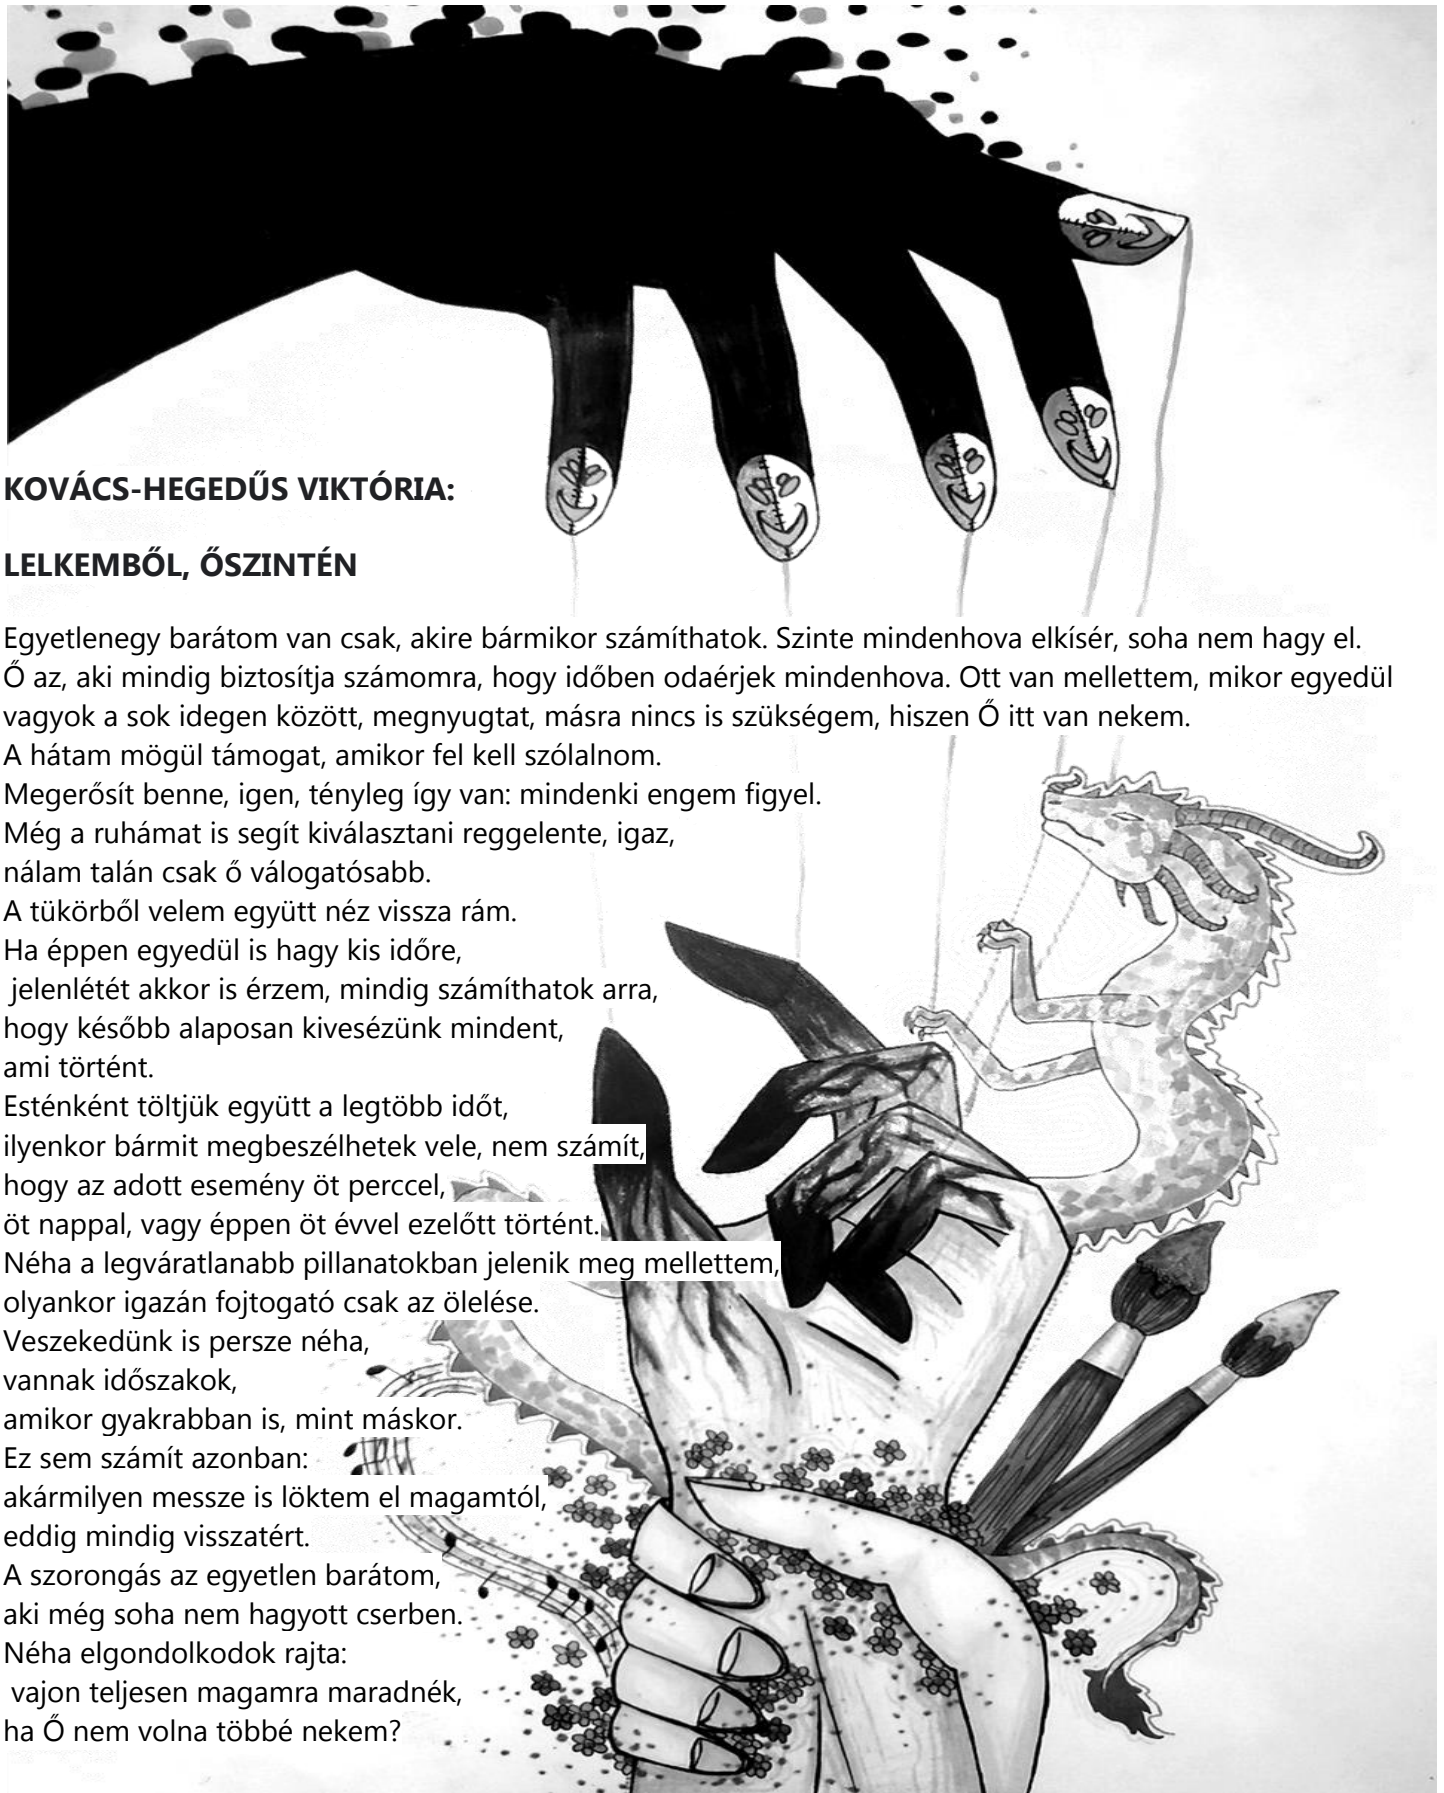 KOVÁCS-HEGEDŰS VIKTÓRIA:
LELKEMBŐL, ŐSZINTÉN
Egyetlenegy barátom van csak, akire bármikor számíthatok. Szinte mindenhova elkísér, soha nem hagy el.
Ő az, aki mindig biztosítja számomra, hogy időben odaérjek mindenhova. Ott van mellettem, mikor egyedül
vagyok a sok idegen között, megnyugtat, másra nincs is szükségem, hiszen Ő itt van nekem.
A hátam mögül támogat, amikor fel kell szólalnom.
Megerősít benne, igen, tényleg így van: mindenki engem figyel.
Még a ruhámat is segít kiválasztani reggelente, igaz,
nálam talán csak ő válogatósabb.
A tükörből velem együtt néz vissza rám.
Ha éppen egyedül is hagy kis időre,
jelenlétét akkor is érzem, mindig számíthatok arra,
hogy később alaposan kivesézünk mindent,
ami történt.
Esténként töltjük együtt a legtöbb időt,
ilyenkor bármit megbeszélhetek vele, nem számít,
hogy az adott esemény öt perccel,
öt nappal, vagy éppen öt évvel ezelőtt történt.
Néha a legváratlanabb pillanatokban jelenik meg mellettem,
olyankor igazán fojtogató csak az ölelése.
Veszekedünk is persze néha,
vannak időszakok,
amikor gyakrabban is, mint máskor.
Ez sem számít azonban:
akármilyen messze is löktem el magamtól,
eddig mindig visszatért.
A szorongás az egyetlen barátom,
aki még soha nem hagyott cserben.
Néha elgondolkodok rajta:
vajon teljesen magamra maradnék,
ha Ő nem volna többé nekem?